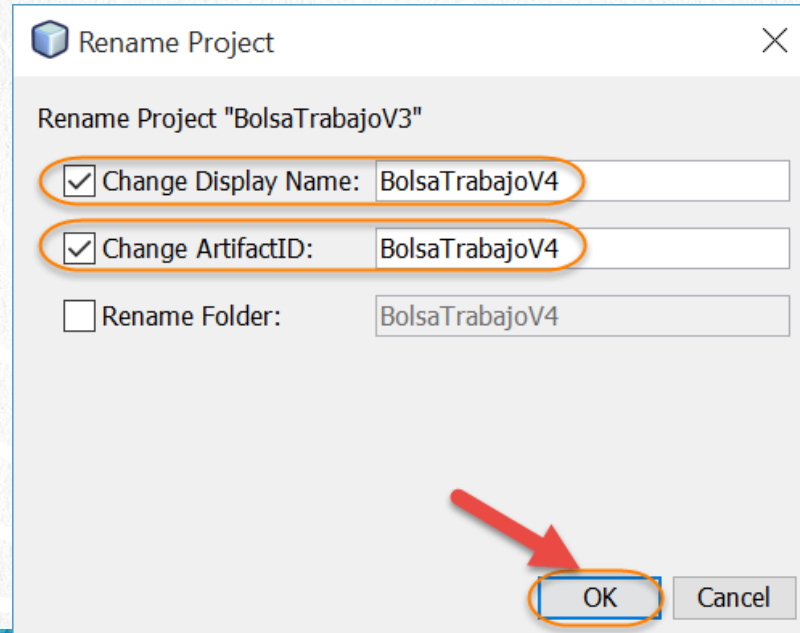 Rename Project
Rename Project "BolsaTrabajoV3"
Change Display Name: BolsaTrabajoV4
Change ArtifactID: BolsaTrabajoV4
Rename Folder: BolsaTrabajoV4
OK Cancel